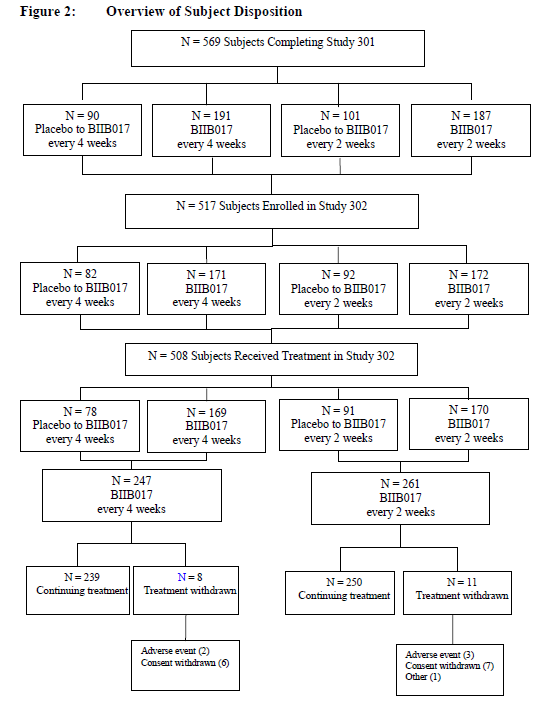 Figure 2: Overview of Subject Disposition
N = 569 Subjects Completing Study 301
N = 90
Placebo to BIIB017
every 4 weeks
N = 191
BIIB017
every 4 weeks
N = 101
Placebo to BIIB017
every 2 weeks
N = 187
BIIB017
every 2 weeks
N = 517 Subjects Enrolled in Study 302
N = 82
Placebo to BIIB017
every 4 weeks
N = 171
BIIB017
every 4 weeks
N = 92
Placebo to BIIB017
every 2 weeks
N = 172
BIIB017
every 2 weeks
N = 508 Subjects Received Treatment in Study 302
N = 78
Placebo to BIIB017
every 4 weeks
N = 169
BIIB017
every 4 weeks
N = 91
Placebo to BIIB017
every 2 weeks
N = 170
BIIB017
every 2 weeks
N = 247
BIIB017
every 4 weeks
N = 261
BIIB017
every 2 weeks
N = 239
Continuing treatment
N = 8
Treatment withdrawn
N = 250
Continuing treatment
N = 11
Treatment withdrawn
Adverse event (2)
Consent withdrawn (6)
Adverse event (3)
Consent withdrawn (7)
Other (1)